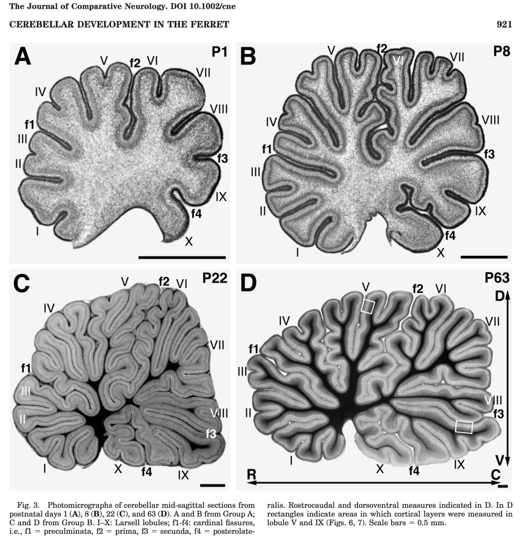 The Journal of Comparative Neurology. DOI 10.1002/cne
CEREBELLAR DEVELOPMENT IN THE FERRET 921
A P1
V f2 VI VII
IV VIII
f1
III
II
f3
IX
f4
I X
B P8
V f2 VI VII
IV VIII
f1
III
f3
II IX
f4
I X
C P22
V f2 VI
IV
VII
f1
III
II VIII
f3
I X f4 IX
D P63
V f2 VI D
IV
f1 VII
III
VIII
II f3
I X f4 IX V
R C
Fig. 3. Photomicrographs of cerebellar mid-sagittal sections from
postnatal days 1 (A), 8 (B), 22 (C), and 63 (D). A and B from Group A;
C and D from Group B. I–X: Larsell lobules; f1-f4: cardinal fissures,
i.e., f1 = preculminata, f2 = prima, f3 = secunda, f4 = posterolate-
ralis. Rostrocaudal and dorsoventral measures indicated in D. In D
rectangles indicate areas in which cortical layers were measured in
lobule V and IX (Figs. 6, 7). Scale bars = 0.5 mm.